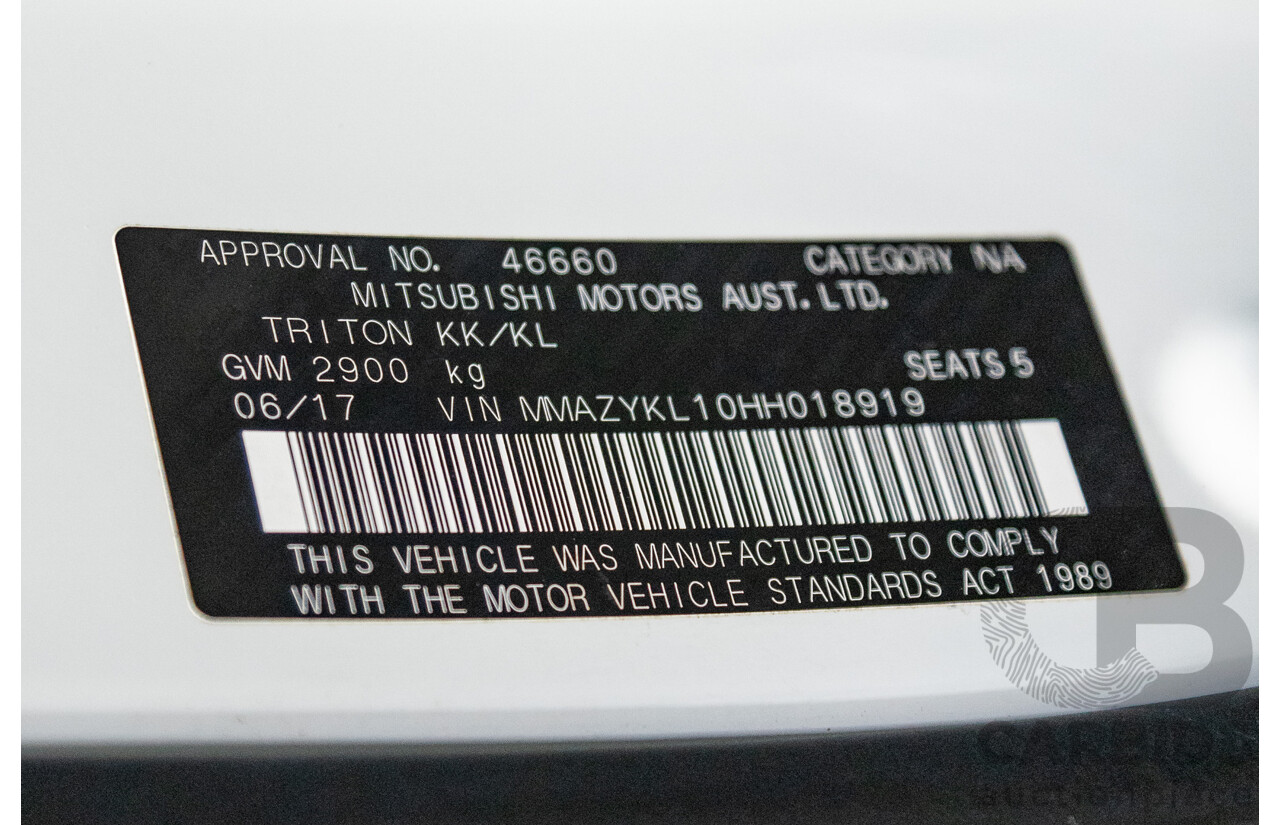 APPROVAL NO. 46660 CATEGORY NA
MITSUBISHI MOTORS AUST. LTD.
TRITON KK/KL
GVM 2900 kg SEATS 5
06/17 VIN MMAZYKL10HH018919
THIS VEHICLE WAS MANUFACTURED TO COMPLY
WITH THE MOTOR VEHICLE STANDARDS ACT 1989
CB